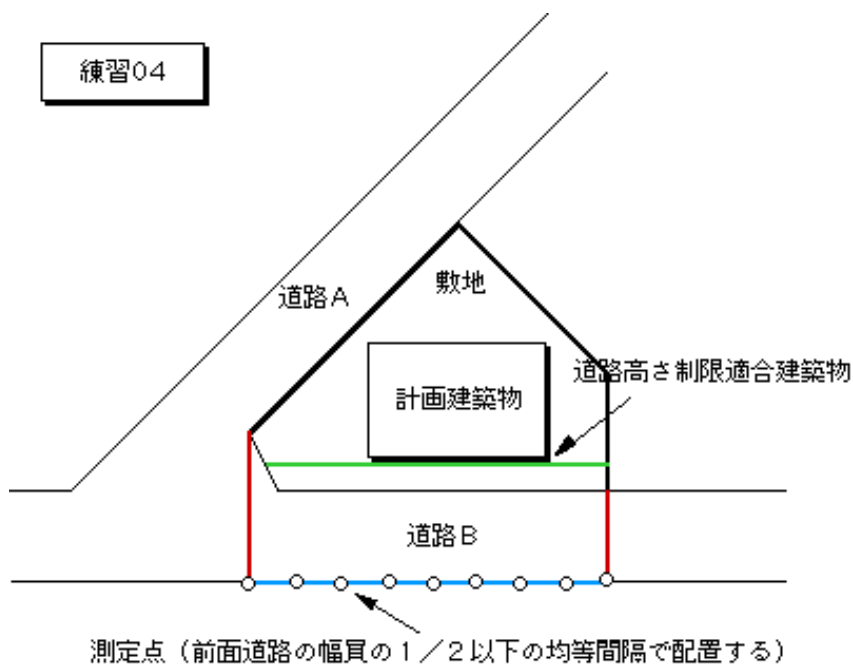 練習０４
道路Ａ
敷地
道路高さ制限適合建築物
計画建築物
道路Ｂ
測定点（前面道路の幅員の１／２以下の均等間隔で配置する）